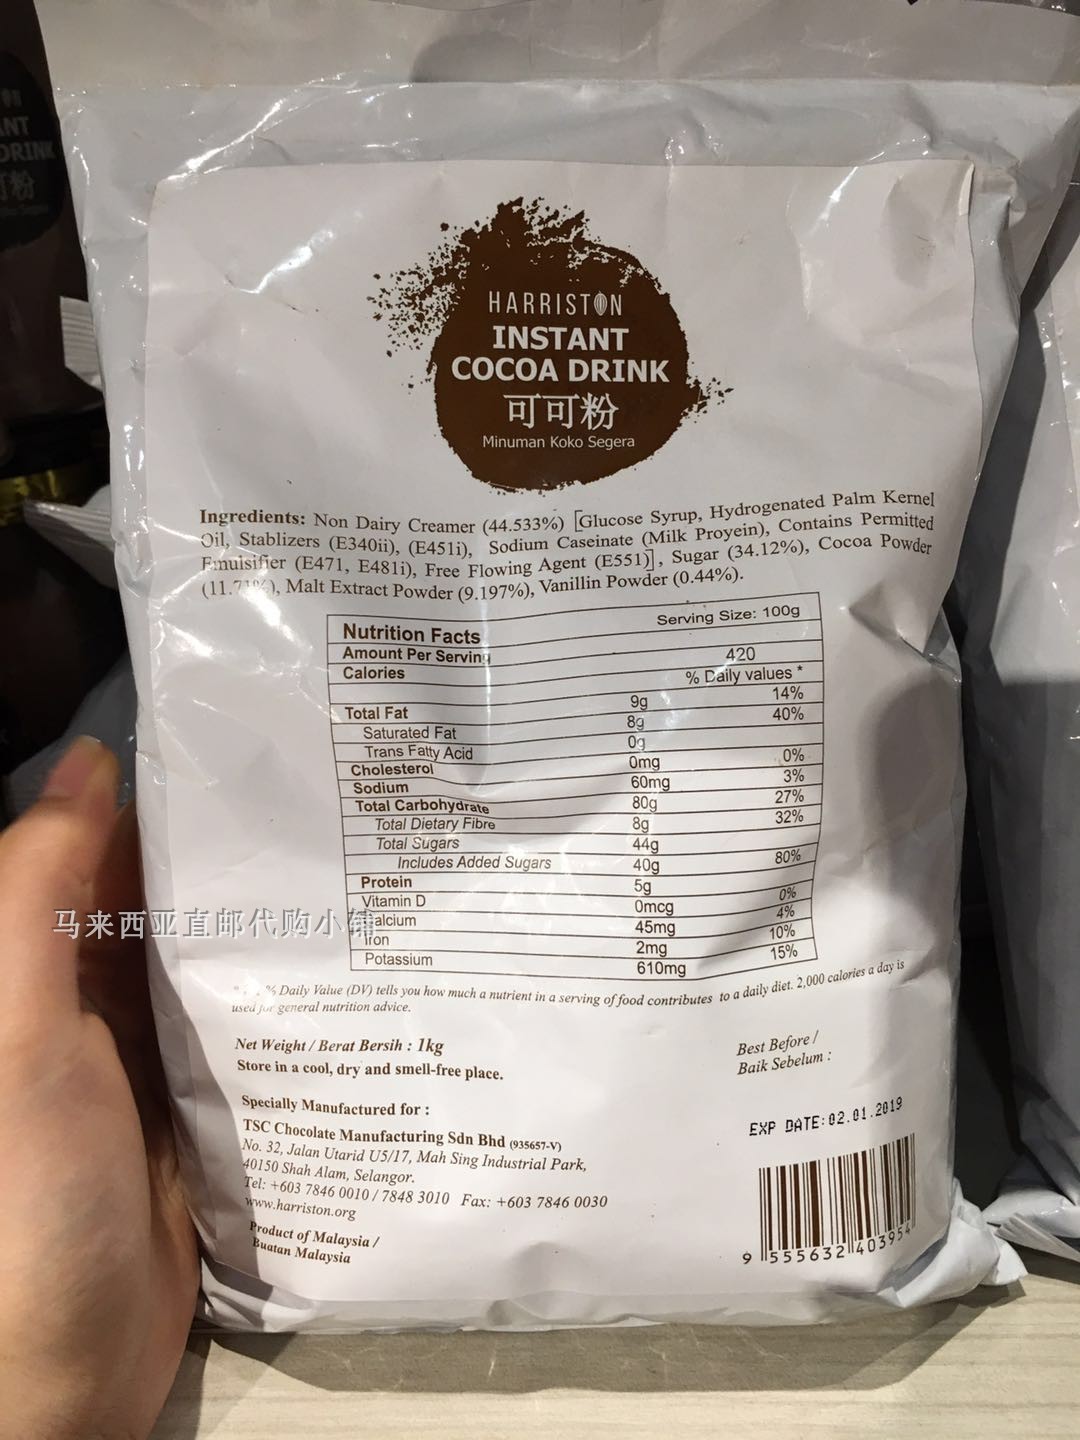 ANT
DRINK
可粉
HARRISTON
INSTANT
COCOA DRINK
可可粉
Minuman Koko Segera
Ingredients: Non Dairy Creamer (44.533%) [Glucose Syrup, Hydrogenated Palm Kernel
Oil, Stablizers (E340ii), (E451i), Sodium Caseinate (Milk Proyein), Contains Permitted
Emulsifier (E471, E481i), Free Flowing Agent (E551)], Sugar (34.12%), Cocoa Powder
Malt Extract Powder (9.197%), Vanillin Powder (0.44%).
Nutrition Facts Serving Size: 100g
Amount Per Serving
Calories 420
% Daily values *
Total Fat 9g 14%
Saturated Fat 8g 40%
Trans Fatty Acid 0g
Cholesterol 0mg 0%
Sodium 60mg 3%
Total Carbohydrate 80g 27%
Total Dietary Fibre 8g 32%
Total Sugars 44g
Includes Added Sugars 40g 80%
Protein 5g
Vitamin D 0mcg 0%
Calcium 45mg 4%
Iron 2mg 10%
Potassium 610mg 15%
马来西亚直邮代购小铺
* % Daily Value (DV) tells you how much a nutrient in a serving of food contributes to a daily diet. 2,000 calories a day is
used for general nutrition advice.
Net Weight / Berat Bersih : 1kg
Store in a cool, dry and smell-free place.
Best Before /
Baik Sebelum :
EXP DATE:02.01.2019
Specially Manufactured for :
TSC Chocolate Manufacturing Sdn Bhd (935657-V)
No. 32, Jalan Utarid U5/17, Mah Sing Industrial Park,
40150 Shah Alam, Selangor.
Tel: +603 7846 0010 / 7848 3010 Fax: +603 7846 0030
www.harriston.org
Product of Malaysia /
Buatan Malaysia
9 555632 403954